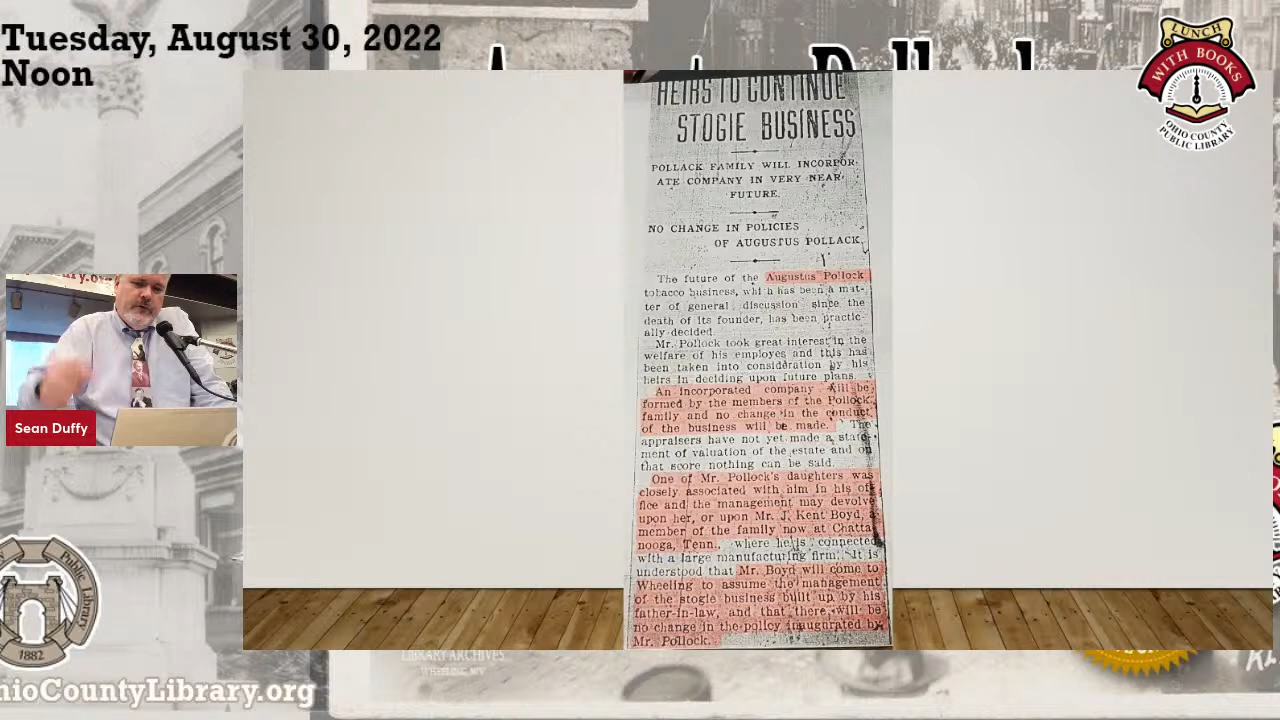 Tuesday, August 30, 2022
Noon
LUNCH
WITH BOOKS
OHIO COUNTY
PUBLIC LIBRARY
HEIRS TO CONTINUE
STOGIE BUSINESS
POLLACK FAMILY WILL INCORPOR-
ATE COMPANY IN VERY NEAR
FUTURE.
NO CHANGE IN POLICIES
OF AUGUSTUS POLLACK.
The future of the Augustus Pollock
tobacco business, which has been a mat-
ter of general discussion since the
death of its founder, has been practic-
ally decided.
Mr. Pollock took great interest in the
welfare of his employes and this has
been taken into consideration by his
heirs in deciding upon future plans.
An incorporated company will be
formed by the members of the Pollock
family and no change in the conduct
of the business will be made. The
appraisers have not yet made a state-
ment of valuation of the estate and on
that score nothing can be said.
One of Mr. Pollock's daughters was
closely associated with him in his of-
fice and the management may devolve
upon her, or upon Mr. J. Kent Boyd, a
member of the family now at Chatta-
nooga, Tenn., where he is connected
with a large manufacturing firm. It is
understood that Mr. Boyd will come to
Wheeling to assume the management
of the stogie business built up by his
father-in-law, and that there will be
no change in the policy inaugurated by
Mr. Pollock.
Sean Duffy
Public Library
1882
hioCountyLibrary.org
LIBRARY ARCHIVES
WHEELING WV